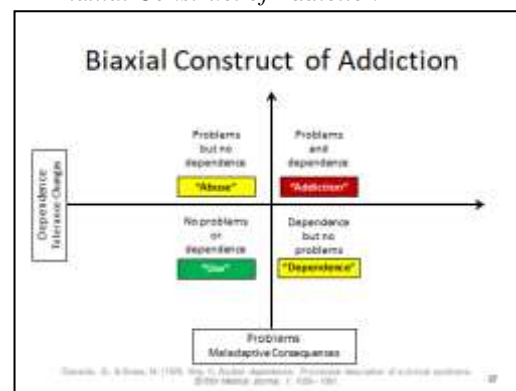 Biaxial Construct of Addiction
Problems
but no
dependence
"Abuse"
Problems
and
dependence
"Addiction"
Dependence
Tolerance Changes
No problems
or
dependence
"Use"
Dependence
but no
problems
"Dependence"
Problems
Maladaptive Consequences